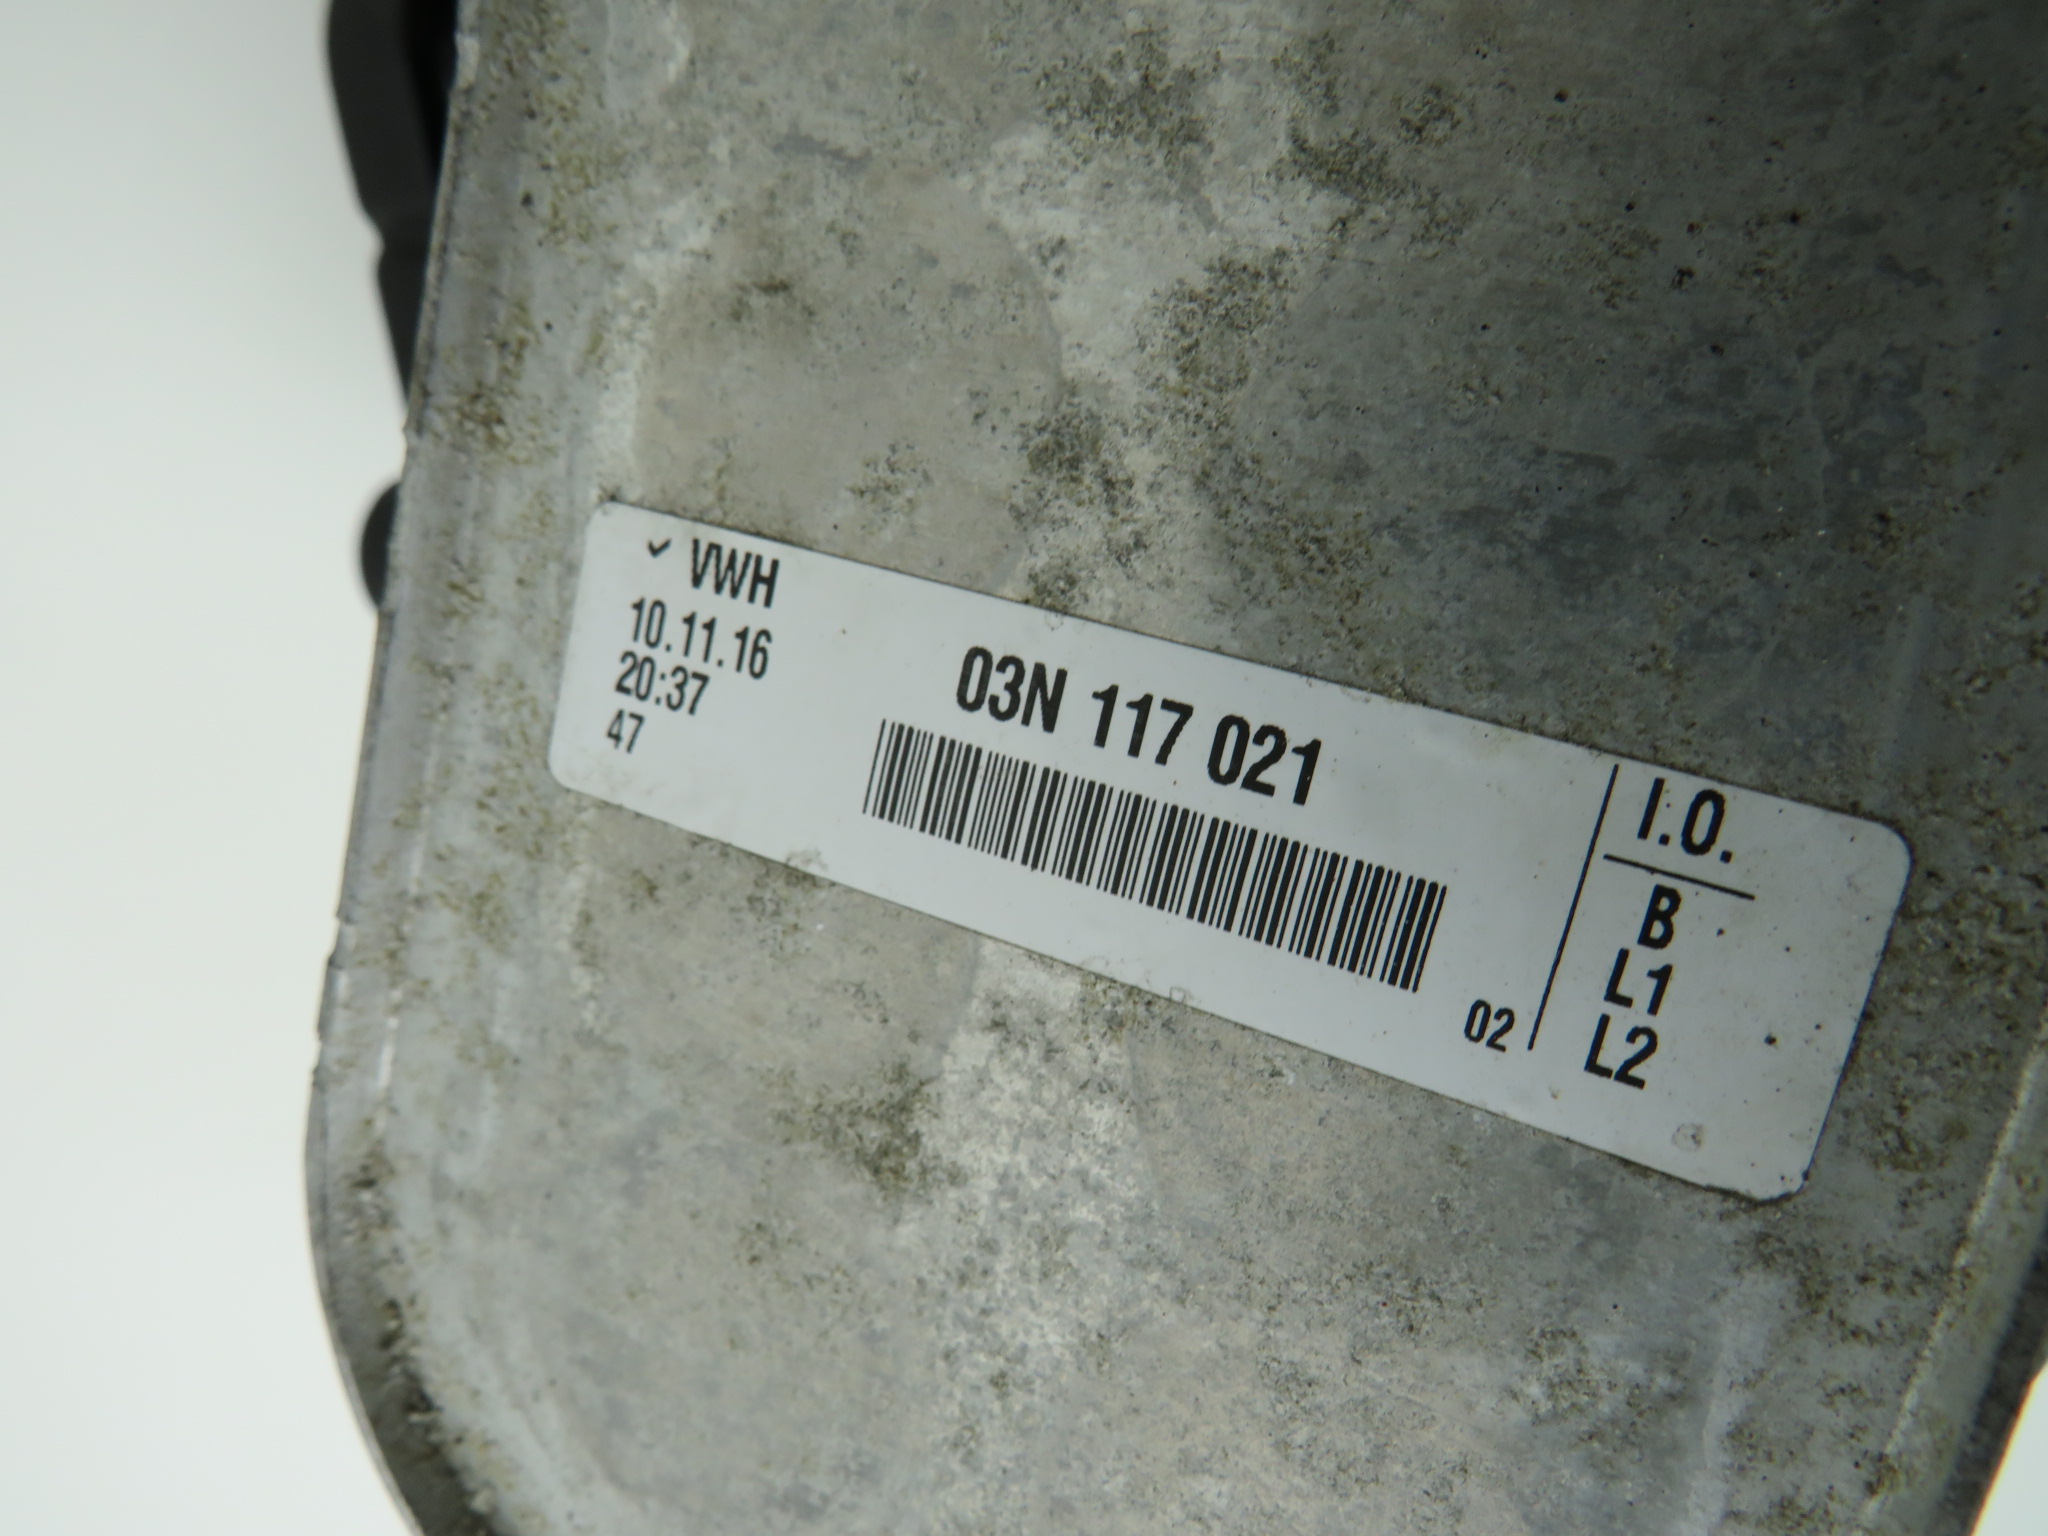 ✓ VWH
10.11.16
20:37
47
03N 117 021
02
I.O.
B
L1
L2